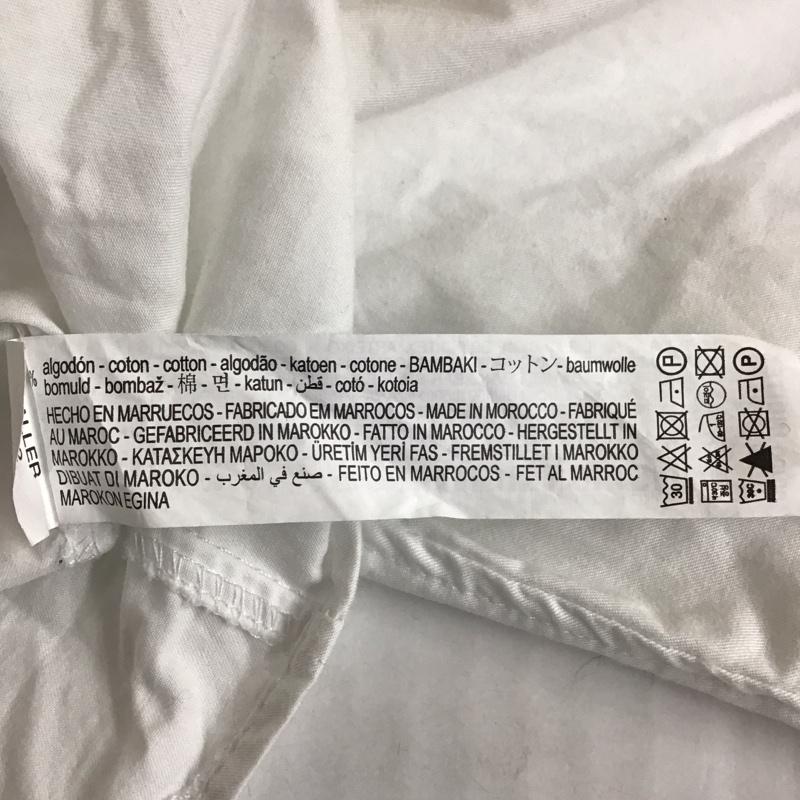 %
algodón - coton - cotton - algodão - katoen - cotone - BAMBAKI - コットン- baumwolle
bomuld - bombaž - 棉 - 면 - katun - قطن - cotó - kotoia
HECHO EN MARRUECOS - FABRICADO EM MARROCOS - MADE IN MOROCCO - FABRIQUÉ
AU MAROC - GEFABRICEERD IN MAROKKO - FATTO IN MAROCCO - HERGESTELLT IN
MAROKKO - ΚΑΤΑΣΚΕΥΗ ΜΑΡΟΚΟ - ÜRETİM YERİ FAS - FREMSTILLET I MAROKKO
DIBUAT DI MAROKO - صنع في المغرب - FEITO EN MARROCOS - FET AL MARROC
MAROKON EGINA
P P
30